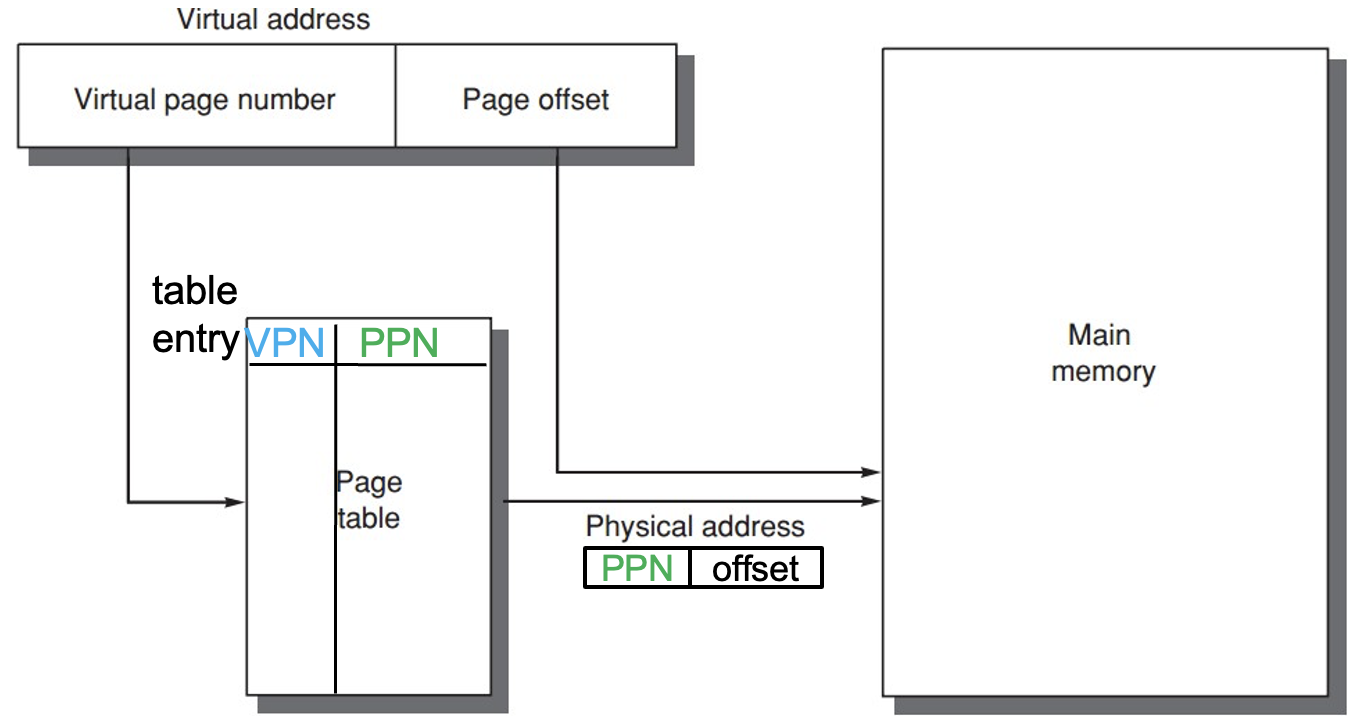 Virtual address
Virtual page number
Page offset
table
entry
VPN
PPN
Main
memory
Page
table
Physical address
PPN
offset